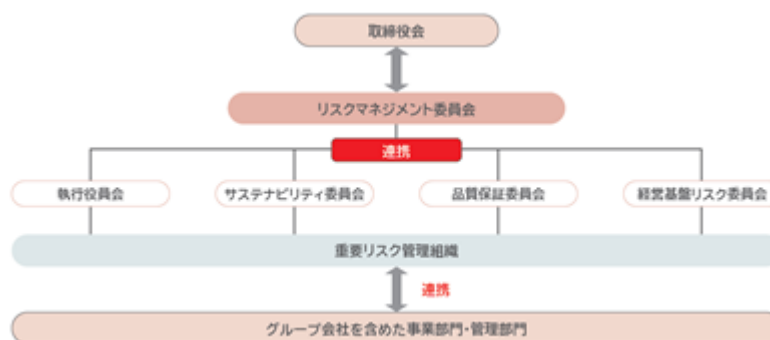 取締役会
リスクマネジメント委員会
連携
執行役員会
サステナビリティ委員会
品質保証委員会
経営基盤リスク委員会
重要リスク管理組織
連携
グループ会社を含めた事業部門・管理部門